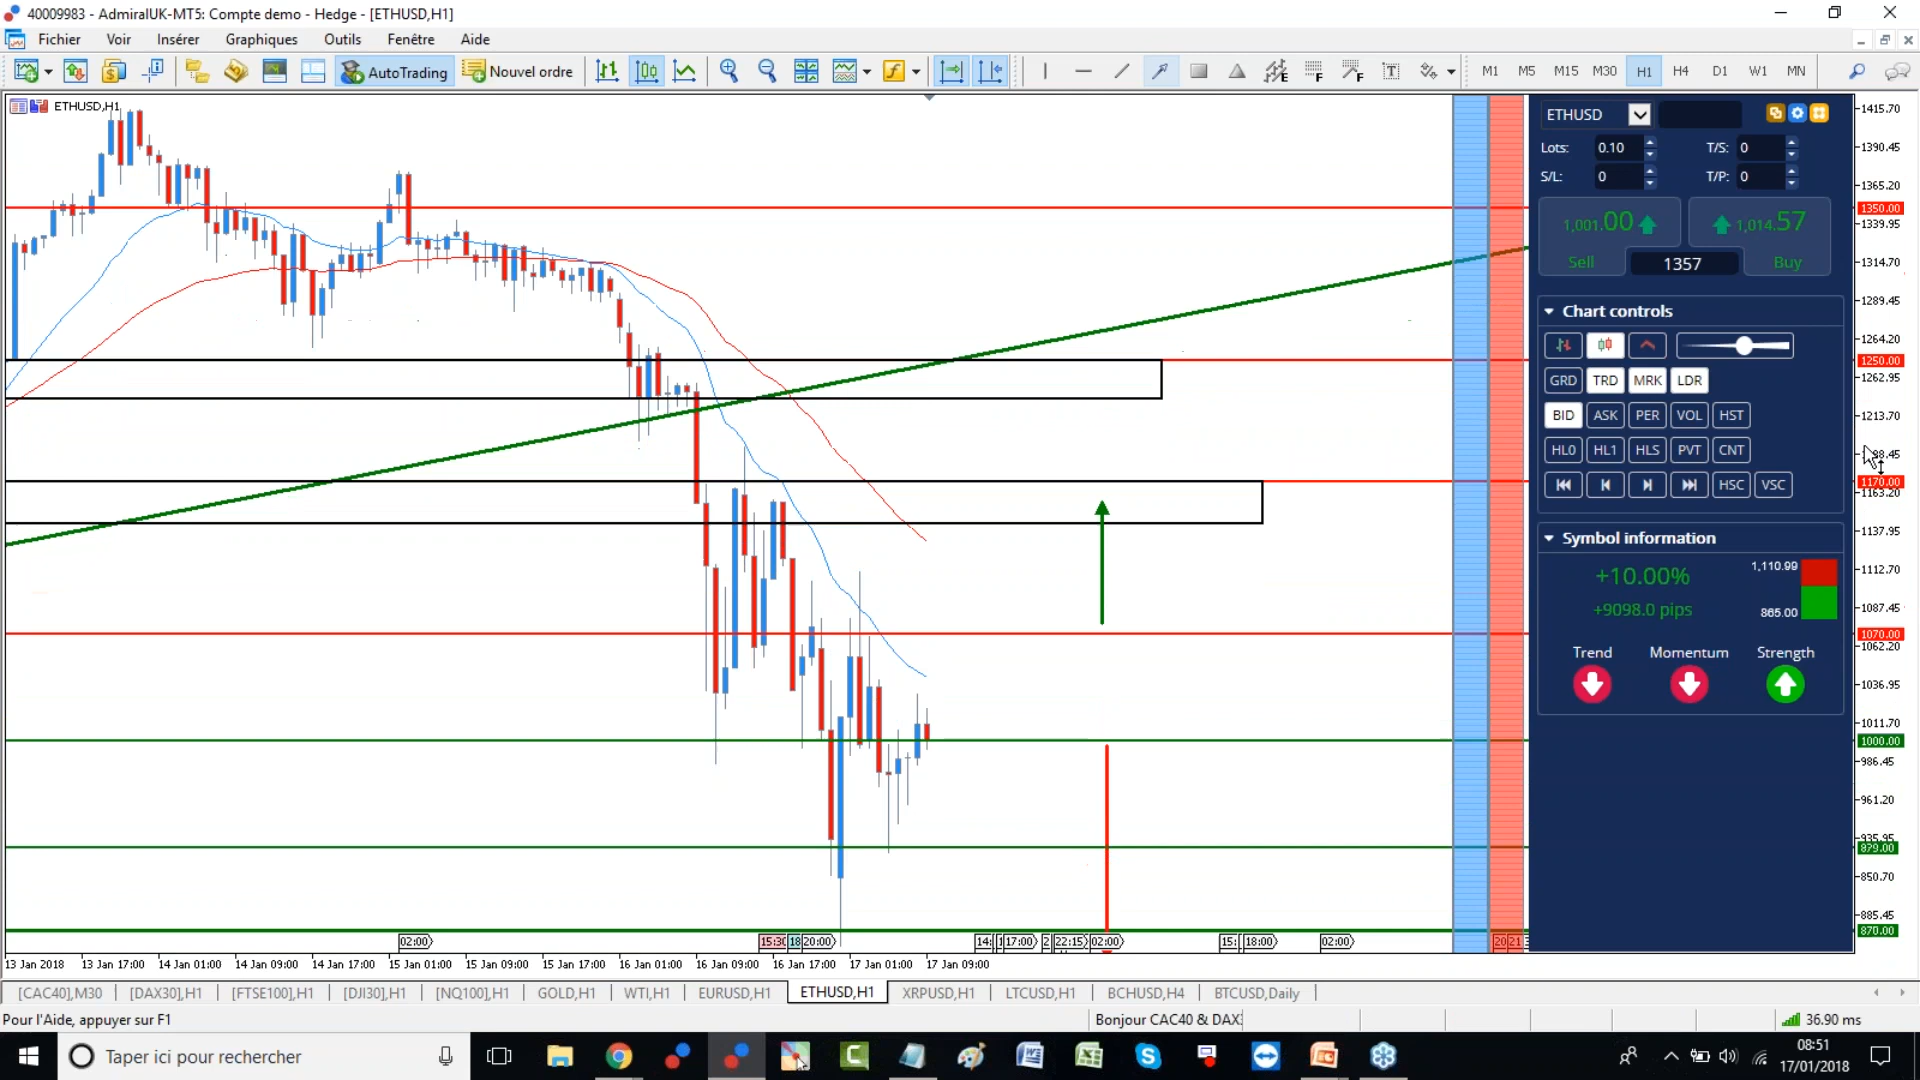 40009983 - AdmiralUK-MT5: Compte demo - Hedge - [ETHUSD,H1]
Fichier Voir Insérer Graphiques Outils Fenêtre Aide
AutoTrading Nouvel ordre M1 M5 M15 M30 H1 H4 D1 W1 MN
ETHUSD,H1
ETHUSD
Lots: 0.10 T/S: 0
S/L: 0 T/P: 0
1,001.00 1,014.57
Sell 1357 Buy
Chart controls
GRD TRD MRK LDR
BID ASK PER VOL HST
HL0 HL1 HLS PVT CNT
HSC VSC
Symbol information
+10.00% 1,110.99
+9098.0 pips 865.00
Trend Momentum Strength
1415.70
1390.45
1365.20
1350.00
1339.95
1314.70
1289.45
1264.20
1250.00
1262.95
1213.70
1170.00
1163.20
1137.95
1112.70
1087.45
1070.00
1062.20
1036.95
1011.70
1000.00
986.45
961.20
935.95
879.00
850.70
885.45
870.00
02:00 15:30 18 20:00 14: 17:00 2 22:15 02:00 15: 18:00 02:00 20 21
13 Jan 2018 13 Jan 17:00 14 Jan 01:00 14 Jan 09:00 14 Jan 17:00 15 Jan 01:00 15 Jan 09:00 15 Jan 17:00 16 Jan 01:00 16 Jan 09:00 16 Jan 17:00 17 Jan 01:00 17 Jan 09:00
[CAC40],M30 [DAX30],H1 [FTSE100],H1 [DJI30],H1 [NQ100],H1 GOLD,H1 WTI,H1 EURUSD,H1 ETHUSD,H1 XRPUSD,H1 LTCUSD,H1 BCHUSD,H4 BTCUSD,Daily
Pour l'Aide, appuyer sur F1 Bonjour CAC40 & DAX 36.90 ms
Taper ici pour rechercher
08:51
17/01/2018